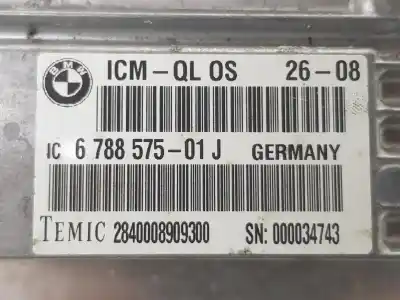 BMW
ICM-QL OS 26-08
IC 6 788 575-01 J GERMANY
TEMIC 2840008909300 SN: 000034743